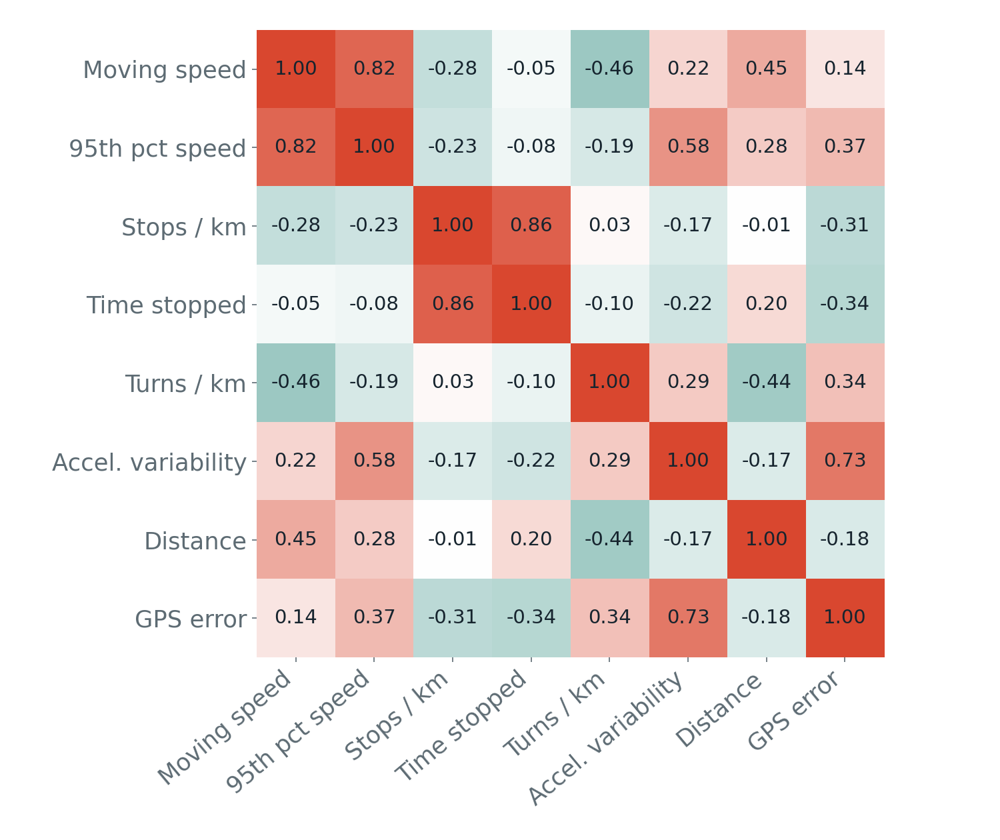 Moving speed 1.00 0.82 -0.28 -0.05 -0.46 0.22 0.45 0.14
95th pct speed 0.82 1.00 -0.23 -0.08 -0.19 0.58 0.28 0.37
Stops / km -0.28 -0.23 1.00 0.86 0.03 -0.17 -0.01 -0.31
Time stopped -0.05 -0.08 0.86 1.00 -0.10 -0.22 0.20 -0.34
Turns / km -0.46 -0.19 0.03 -0.10 1.00 0.29 -0.44 0.34
Accel. variability 0.22 0.58 -0.17 -0.22 0.29 1.00 -0.17 0.73
Distance 0.45 0.28 -0.01 0.20 -0.44 -0.17 1.00 -0.18
GPS error 0.14 0.37 -0.31 -0.34 0.34 0.73 -0.18 1.00
Moving speed
95th pct speed
Stops / km
Time stopped
Turns / km
Accel. variability
Distance
GPS error